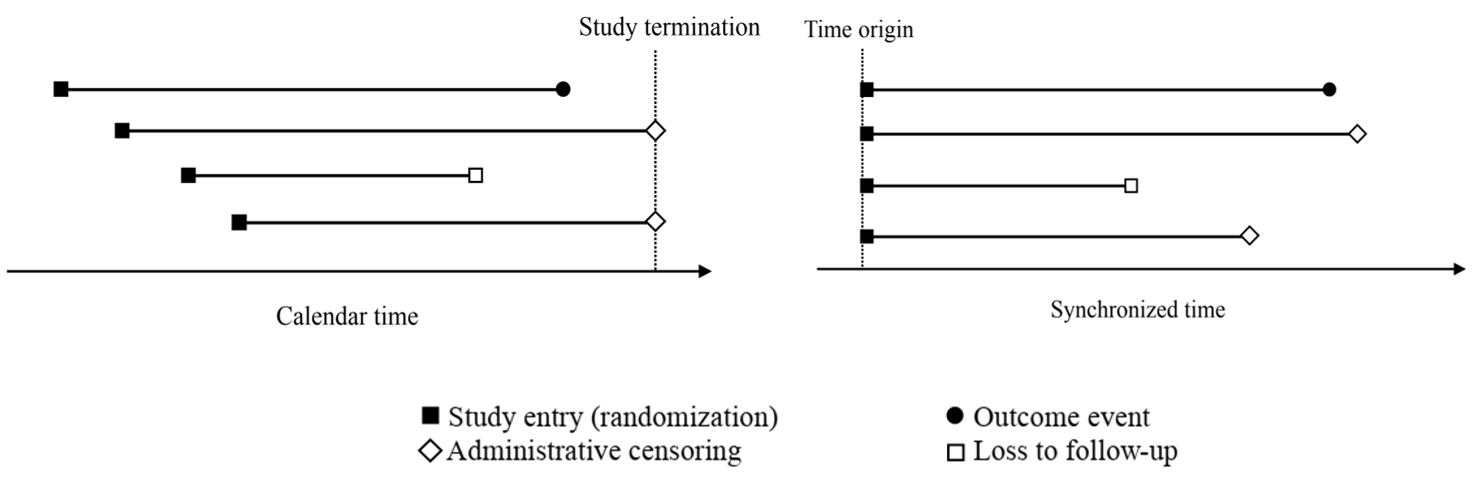 Study termination
Time origin
Calendar time
Synchronized time
Study entry (randomization)
Outcome event
Administrative censoring
Loss to follow-up